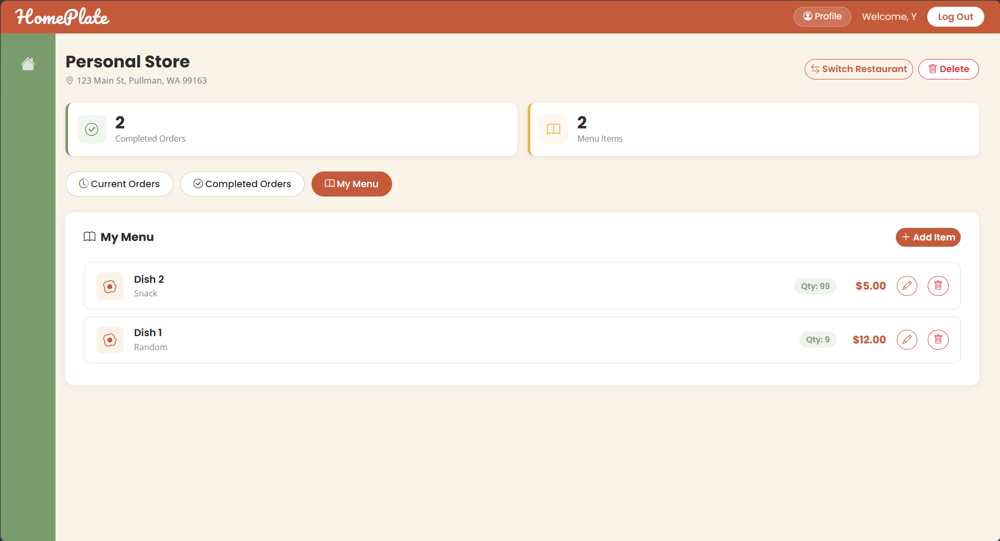 HomePlate
Profile
Welcome, Y
Log Out
Personal Store
123 Main St, Pullman, WA 99163
Switch Restaurant
Delete
2
Completed Orders
2
Menu Items
Current Orders
Completed Orders
My Menu
My Menu
+ Add Item
Dish 2
Snack
Qty: 99
$5.00
Dish 1
Random
Qty: 9
$12.00